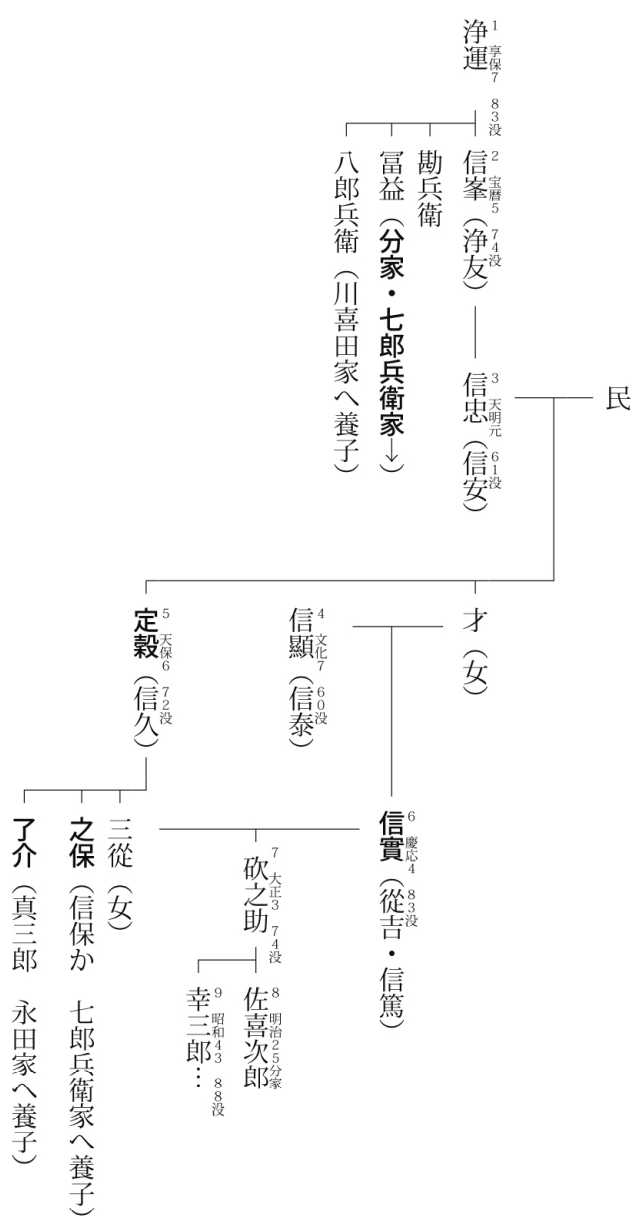 民
1 享保7 83没
浄運
2 宝暦5 74没
信峯（浄友）
勘兵衛
冨益（分家・七郎兵衛家→）
八郎兵衛（川喜田家へ養子）
3 天明元 61没
信忠（信安）
才（女）
4 文化7 60没
信顯（信泰）
5 天保6 72没
定穀（信久）
6 慶応4 83没
信實（從吉・信篤）
三從（女）
之保（信保か 七郎兵衛家へ養子）
了介（真三郎 永田家へ養子）
7 大正3 74没
砍之助
8 明治25分家
佐喜次郎
9 昭和43 88没
幸三郎…